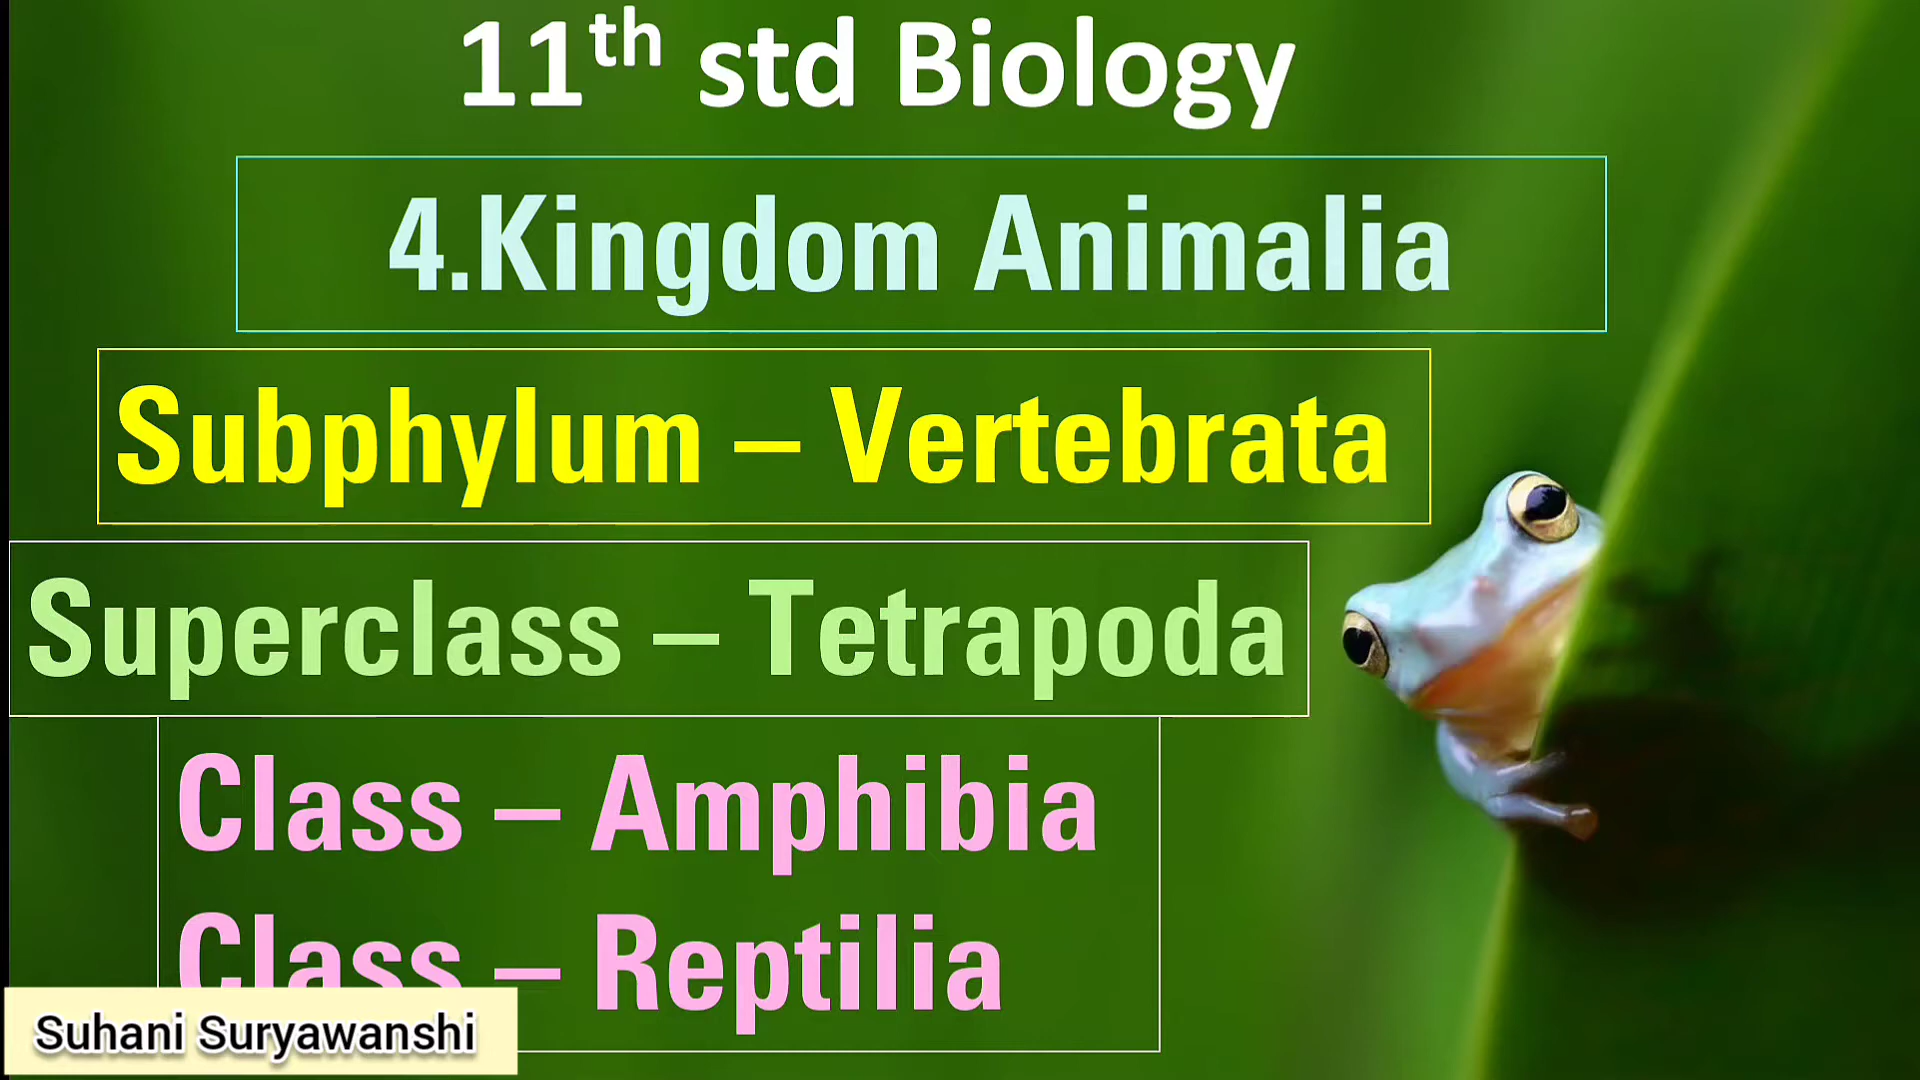 11th std Biology
4.Kingdom Animalia
Subphylum – Vertebrata
Superclass – Tetrapoda
Class – Amphibia
Class – Reptilia
Suhani Suryawanshi